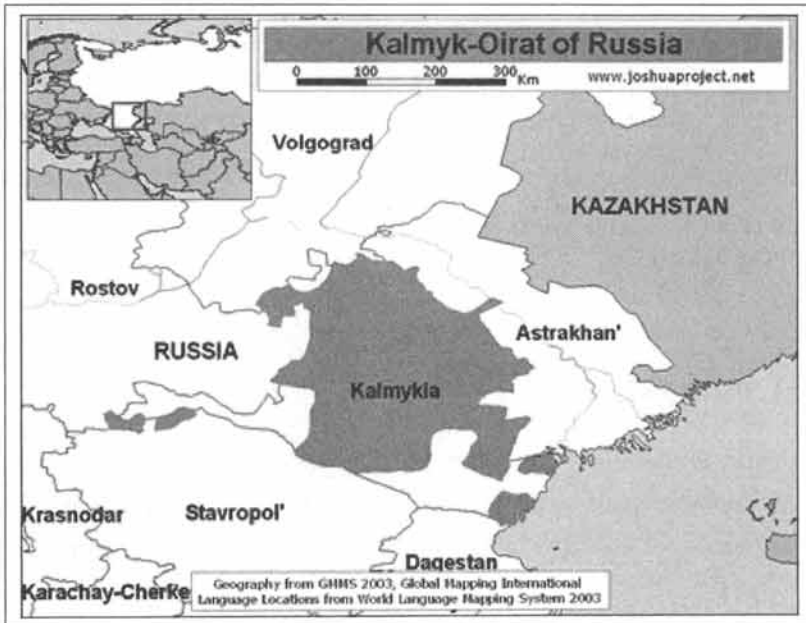 Kalmyk-Oirat of Russia
0 100 200 300
Km
www.joshuaproject.net
Volgograd
KAZAKHSTAN
Rostov
Astrakhan'
RUSSIA
Kalmykia
Krasnodar
Stavropol'
Dagestan
Karachay-Cherke
Geography from GMMS 2003, Global Mapping International
Language Locations from World Language Mapping System 2003